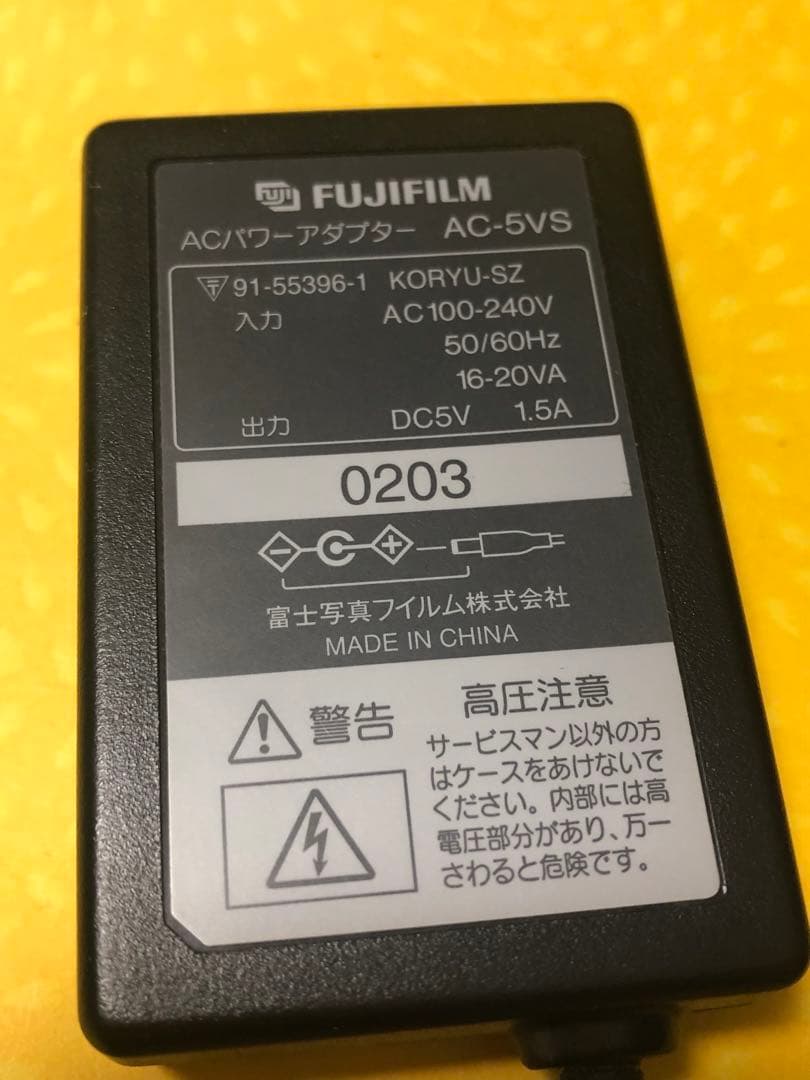 FUJI FUJIFILM
ACパワーアダプター AC-5VS
〒 91-55396-1 KORYU-SZ
入力 AC100-240V
50/60Hz
16-20VA
出力 DC5V 1.5A
0203
富士写真フイルム株式会社
MADE IN CHINA
警告
高圧注意
サービスマン以外の方
はケースをあけないで
ください。内部には高
電圧部分があり、万一
さわると危険です。